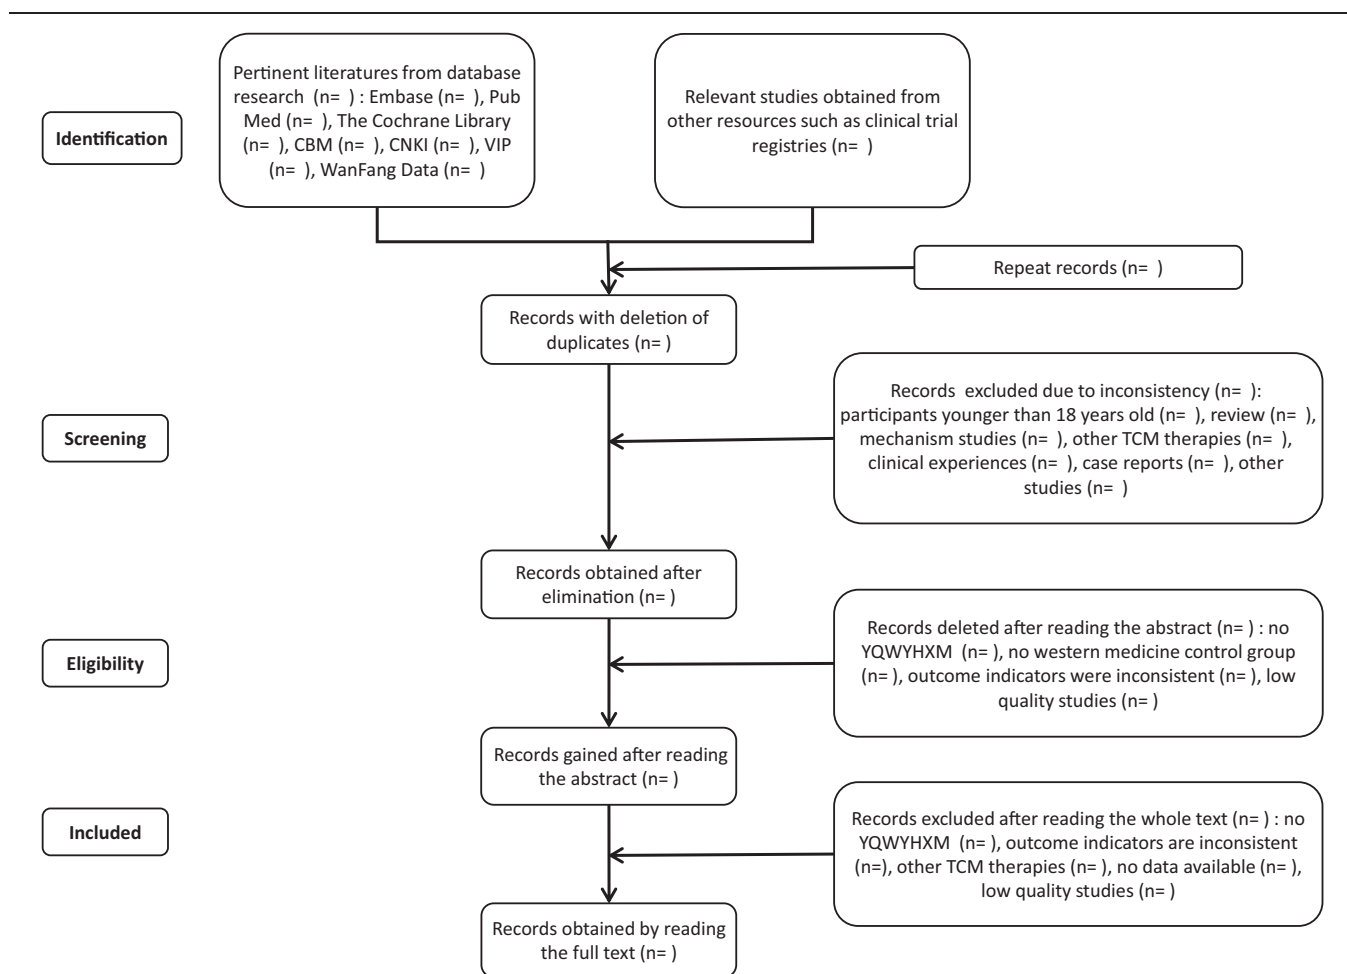 Pertinent literatures from database
research (n= ) : Embase (n= ), Pub
Med (n= ), The Cochrane Library
(n= ), CBM (n= ), CNKI (n= ), VIP
(n= ), WanFang Data (n= )
Relevant studies obtained from
other resources such as clinical trial
registries (n= )
Identification
Repeat records (n= )
Records with deletion of
duplicates (n= )
Records excluded due to inconsistency (n= ):
participants younger than 18 years old (n= ), review (n= ),
mechanism studies (n= ), other TCM therapies (n= ),
clinical experiences (n= ), case reports (n= ), other
studies (n= )
Screening
Records obtained after
elimination (n= )
Records deleted after reading the abstract (n= ) : no
YQWYHXM (n= ), no western medicine control group
(n= ), outcome indicators were inconsistent (n= ), low
quality studies (n= )
Eligibility
Records gained after reading
the abstract (n= )
Included
Records excluded after reading the whole text (n= ) : no
YQWYHXM (n= ), outcome indicators are inconsistent
(n=), other TCM therapies (n= ), no data available (n= ),
low quality studies (n= )
Records obtained by reading
the full text (n= )